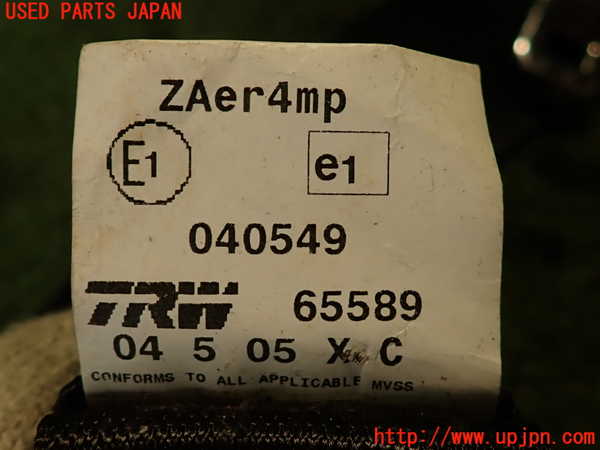 USED PARTS JAPAN
ZAer4mp
E1 e1
040549
TRW 65589
04 5 05 X C
CONFORMS TO ALL APPLICABLE MVSS
http://www.upjpn.com/